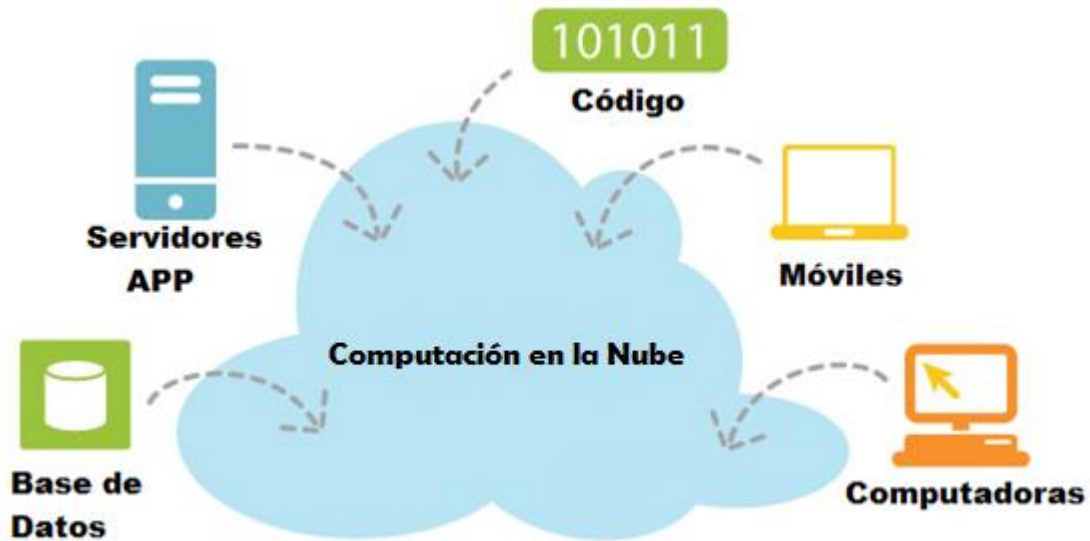 101011
Código
Servidores
APP
Móviles
Computación en la Nube
Base de
Datos
Computadoras